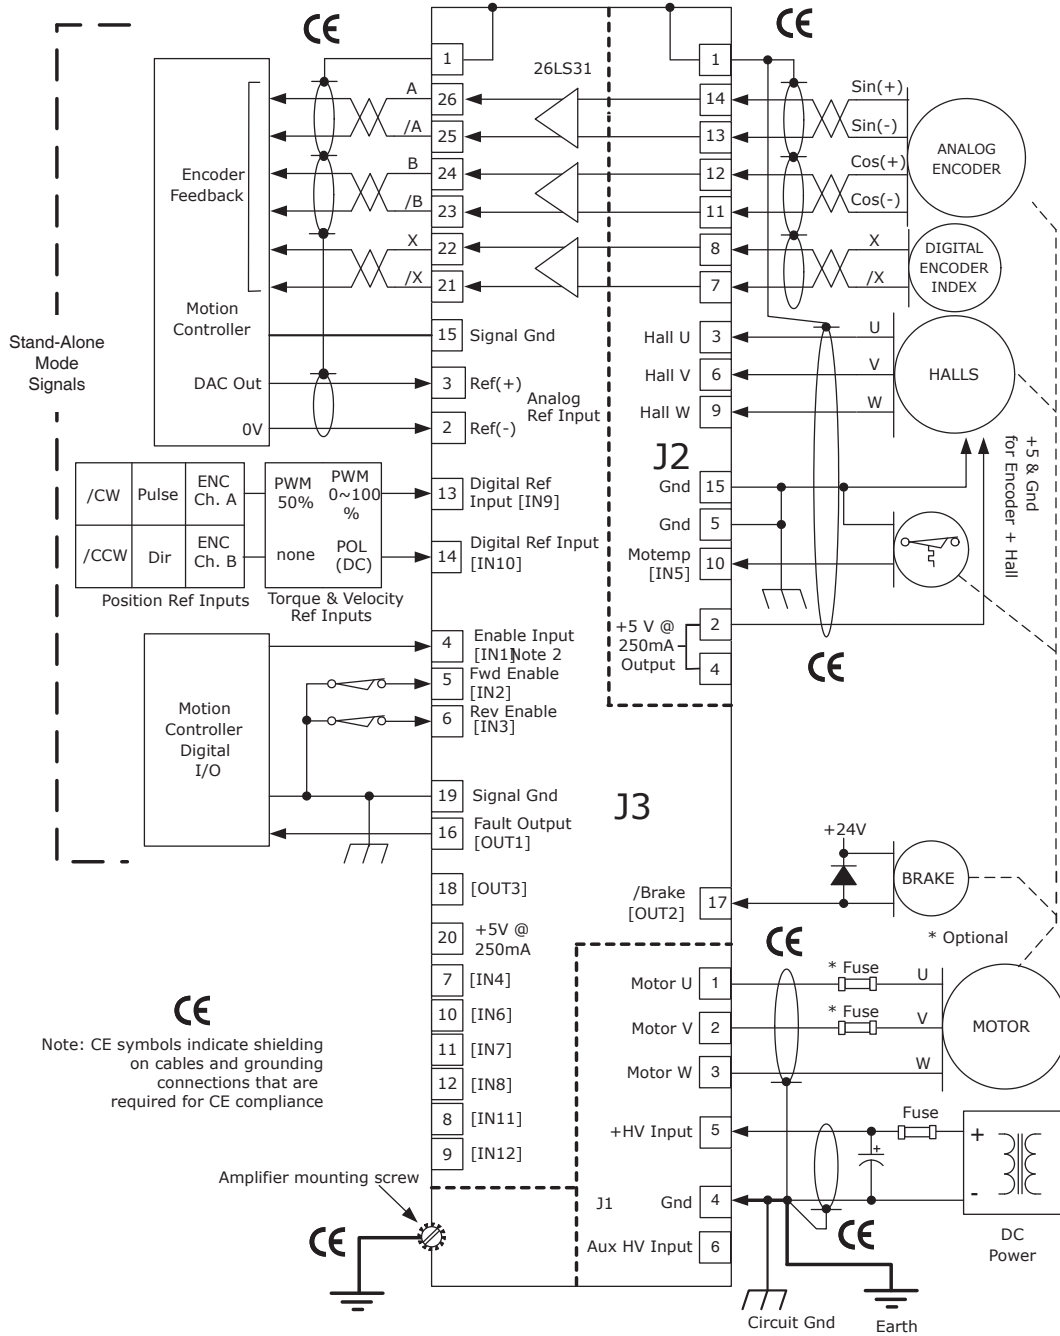 CE
CE
1
26LS31
1
A
26
14
Sin(+)
/A
25
13
Sin(-)
ANALOG
ENCODER
Encoder
Feedback
B
24
12
Cos(+)
/B
23
11
Cos(-)
X
22
8
X
/X
21
7
/X
DIGITAL
ENCODER
INDEX
Motion
Controller
15
Signal Gnd
Stand-Alone
Mode
Signals
DAC Out
3
Ref(+)
0V
2
Ref(-)
Analog
Ref Input
Hall U
3
U
Hall V
6
V
Hall W
9
W
HALLS
J2
+5 & Gnd
for Encoder + Hall
Gnd
15
Gnd
5
Motemp
[IN5]
10
+5 V @
250mA
Output
2
4
CE
/CW
Pulse
ENC
Ch. A
/CCW
Dir
ENC
Ch. B
PWM
50%
PWM
0~100
%
none
POL
(DC)
Position Ref Inputs
Torque & Velocity
Ref Inputs
13
Digital Ref
Input [IN9]
14
Digital Ref Input
[IN10]
4
Enable Input
[IN1]Note 2
5
Fwd Enable
[IN2]
6
Rev Enable
[IN3]
Motion
Controller
Digital
I/O
19
Signal Gnd
16
Fault Output
[OUT1]
J3
18
[OUT3]
20
+5V @
250mA
7
[IN4]
10
[IN6]
11
[IN7]
12
[IN8]
8
[IN11]
9
[IN12]
+24V
/Brake
[OUT2]
17
BRAKE
* Optional
CE
Motor U
1
* Fuse
U
Motor V
2
* Fuse
V
Motor W
3
W
MOTOR
CE
Note: CE symbols indicate shielding
on cables and grounding
connections that are
required for CE compliance
+HV Input
5
Fuse
+
+
-
J1
Gnd
4
Aux HV Input
6
CE
DC
Power
Amplifier mounting screw
CE
Circuit Gnd
Earth